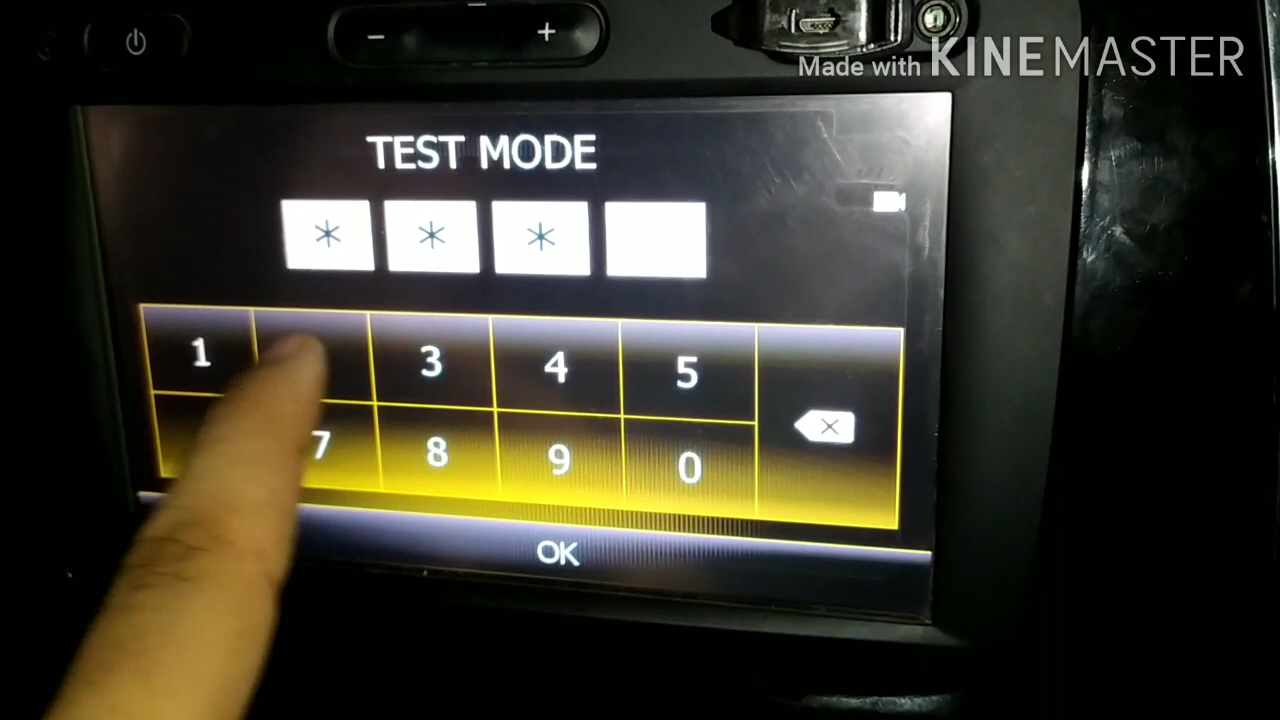 Made with KINEMASTER
TEST MODE
* * *
1 3 4 5
7 8 9 0
OK